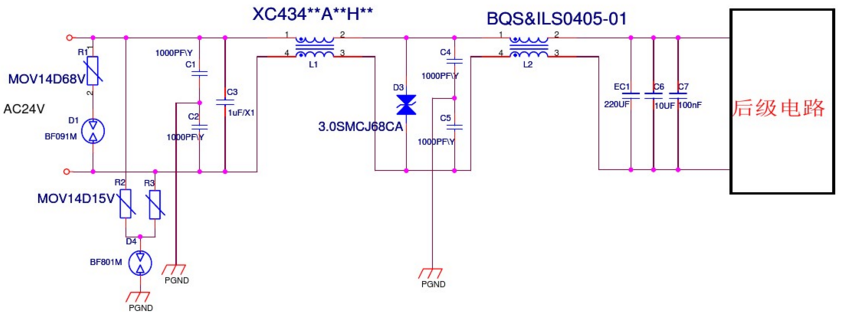 XC434**A**H**
BQS&ILS0405-01
R1
1
MOV14D68V
2
AC24V
D1
BF091M
1000PF\Y
C1
C2
1000PF\Y
C3
1uF/X1
1
2
4
3
L1
D3
3.0SMCJ68CA
C4
1000PF\Y
C5
1000PF\Y
1
2
4
3
L2
EC1
220UF
C6
10UF
C7
100nF
后级电路
R2
R3
MOV14D15V
D4
BF801M
PGND
PGND
PGND